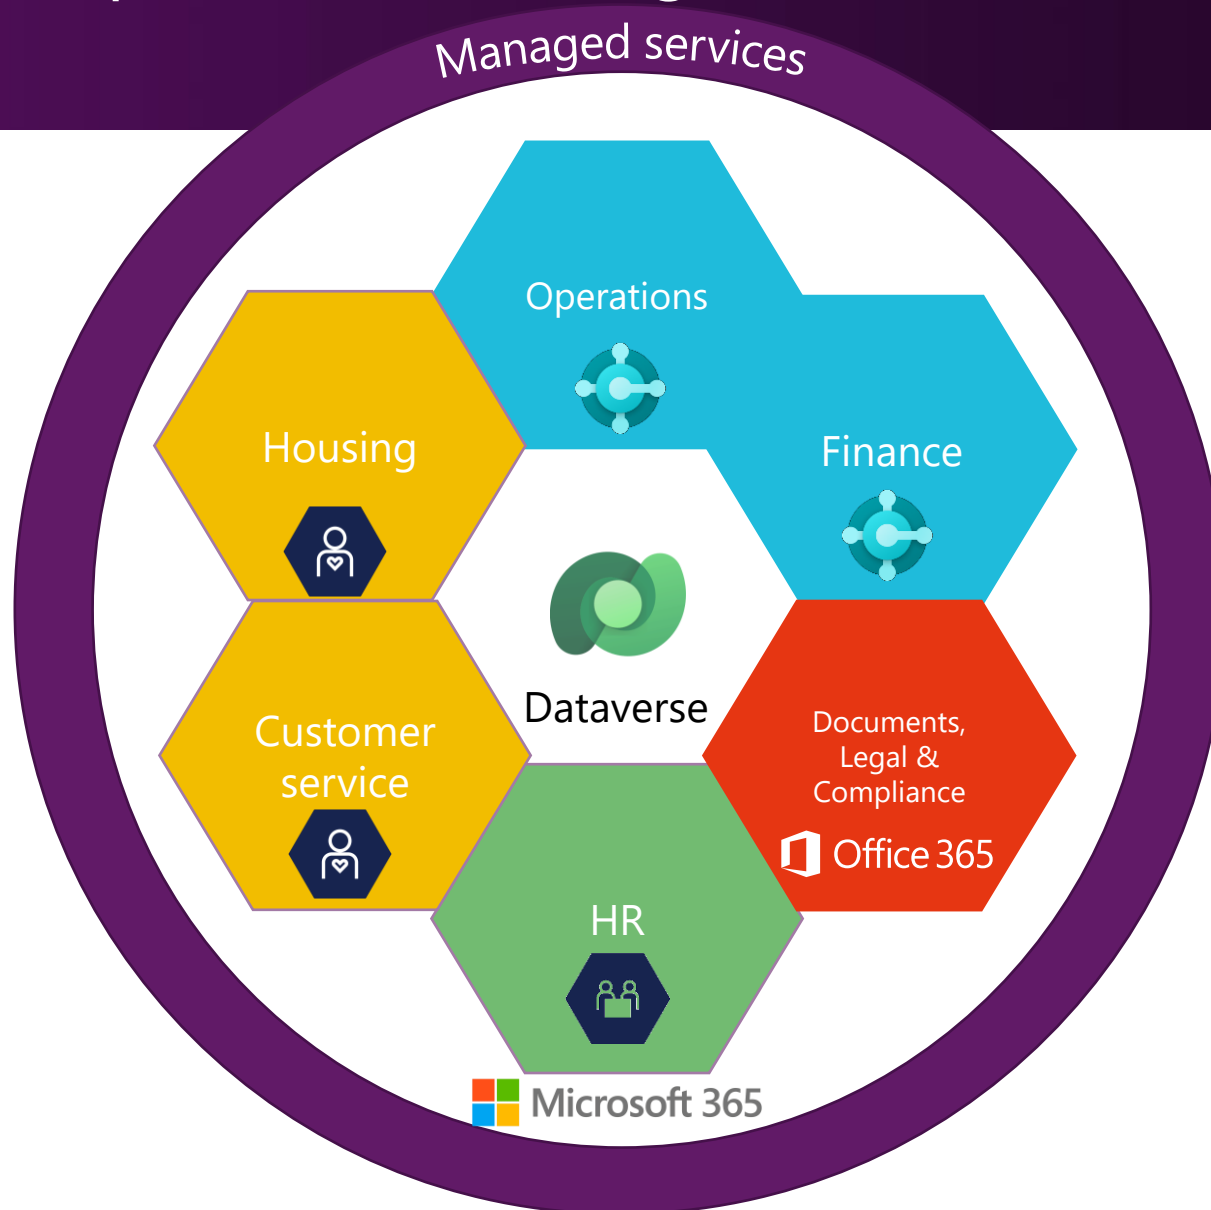 Managed services
Operations
Housing
Finance
Dataverse
Customer
service
Documents,
Legal &
Compliance
Office 365
HR
Microsoft 365